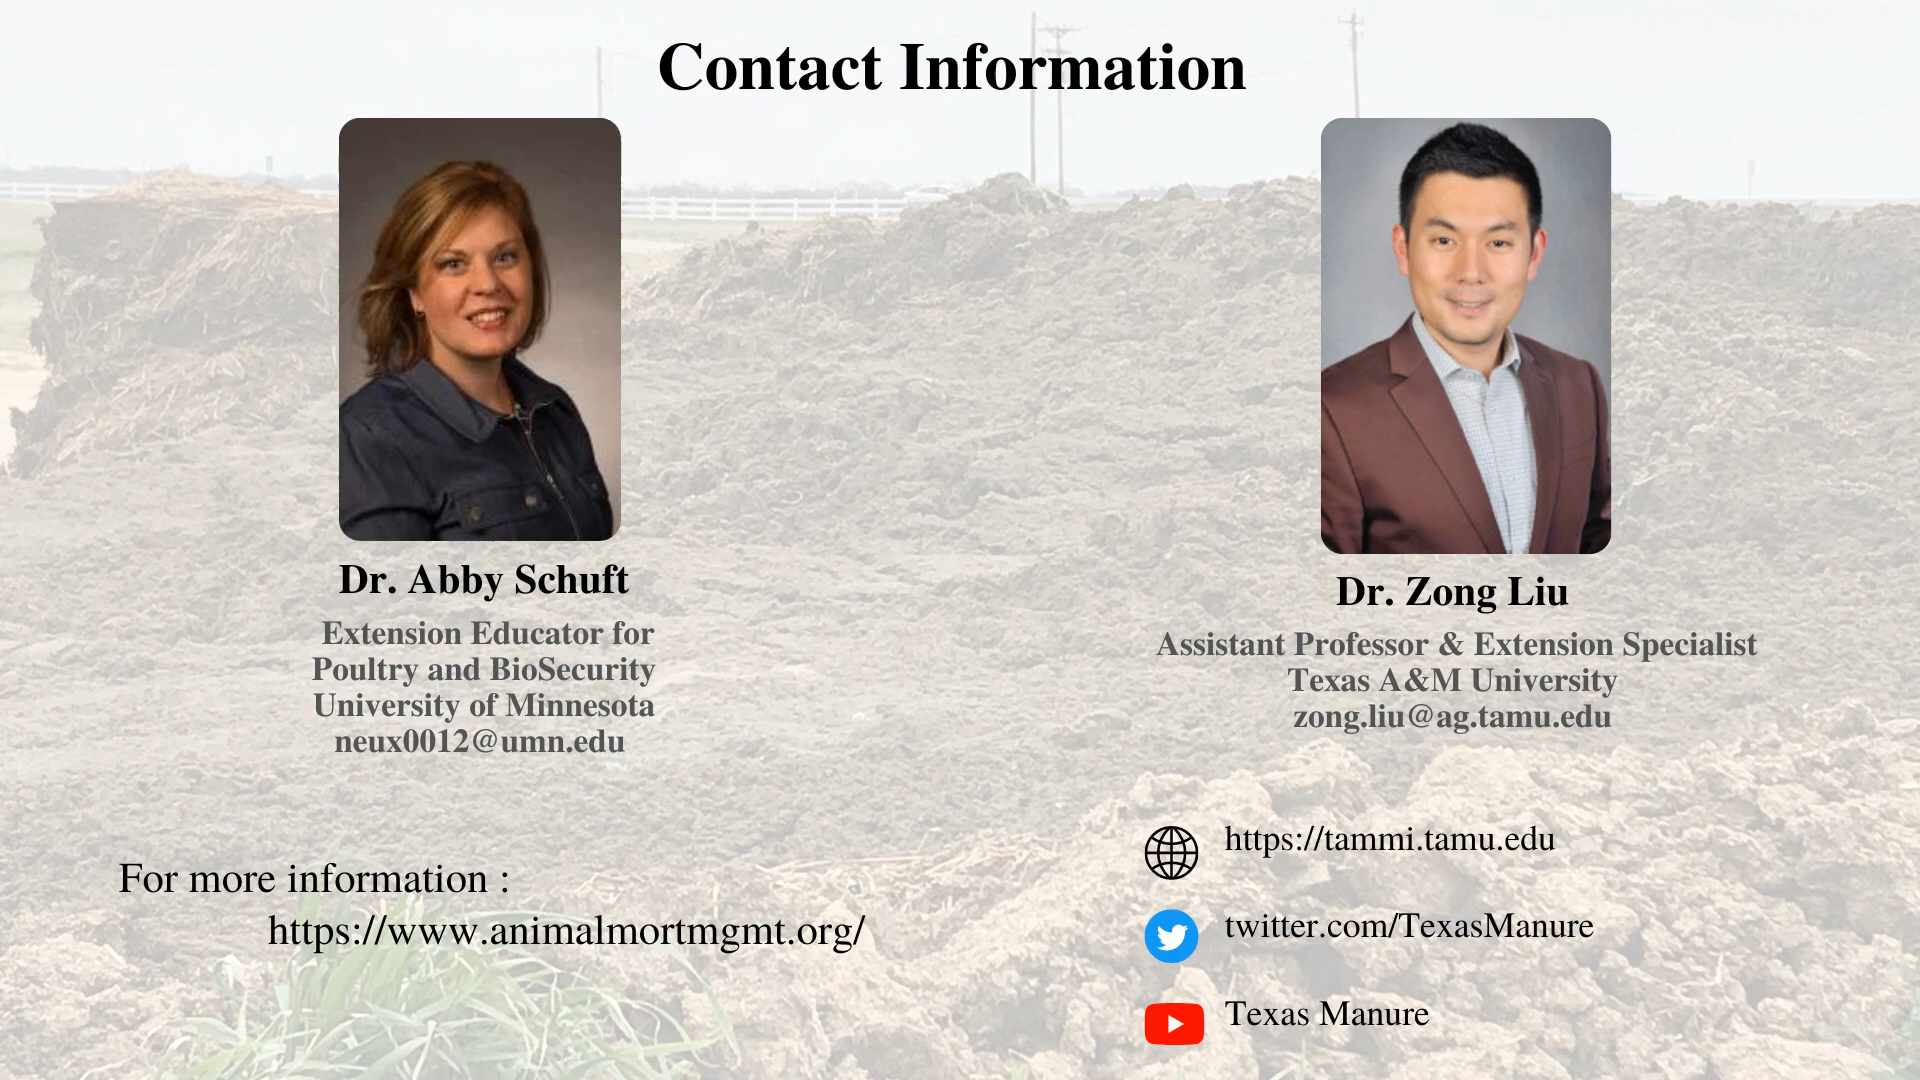 Contact Information
Dr. Abby Schuft
Extension Educator for
Poultry and BioSecurity
University of Minnesota
neux0012@umn.edu
Dr. Zong Liu
Assistant Professor & Extension Specialist
Texas A&M University
zong.liu@ag.tamu.edu
For more information :
https://www.animalmortmgmt.org/
https://tammi.tamu.edu
twitter.com/TexasManure
Texas Manure